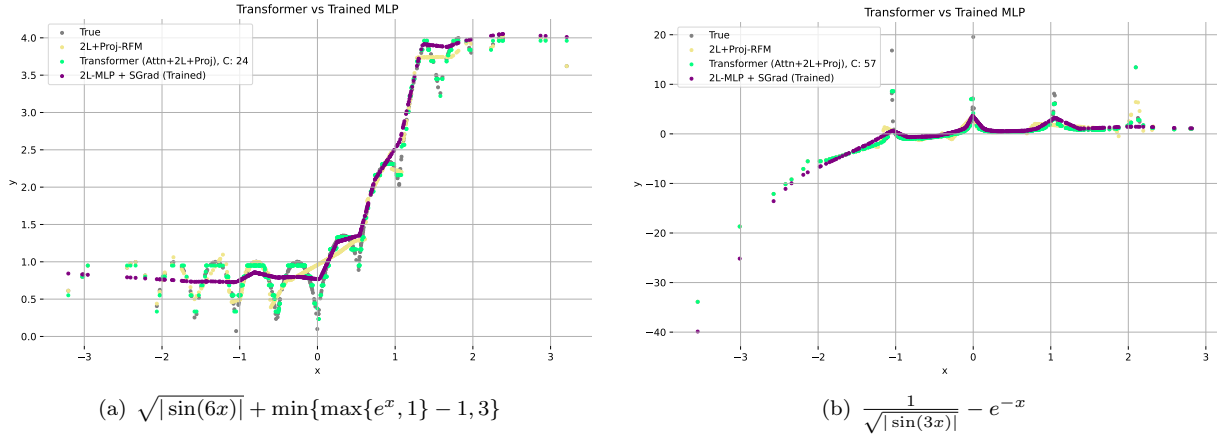 Transformer vs Trained MLP
True
2L+Proj-RFM
Transformer (Attn+2L+Proj), C: 24
2L-MLP + SGrad (Trained)
4.0
3.5
3.0
2.5
2.0
1.5
1.0
0.5
0.0
y
−3 −2 −1 0 1 2 3
x
(a) $\sqrt{|\sin(6x)|} + \min\{\max\{e^x, 1\} - 1, 3\}$
Transformer vs Trained MLP
True
2L+Proj-RFM
Transformer (Attn+2L+Proj), C: 57
2L-MLP + SGrad (Trained)
20
10
0
−10
−20
−30
−40
y
−3 −2 −1 0 1 2 3
x
(b) $\frac{1}{\sqrt{|\sin(3x)|}} - e^{-x}$